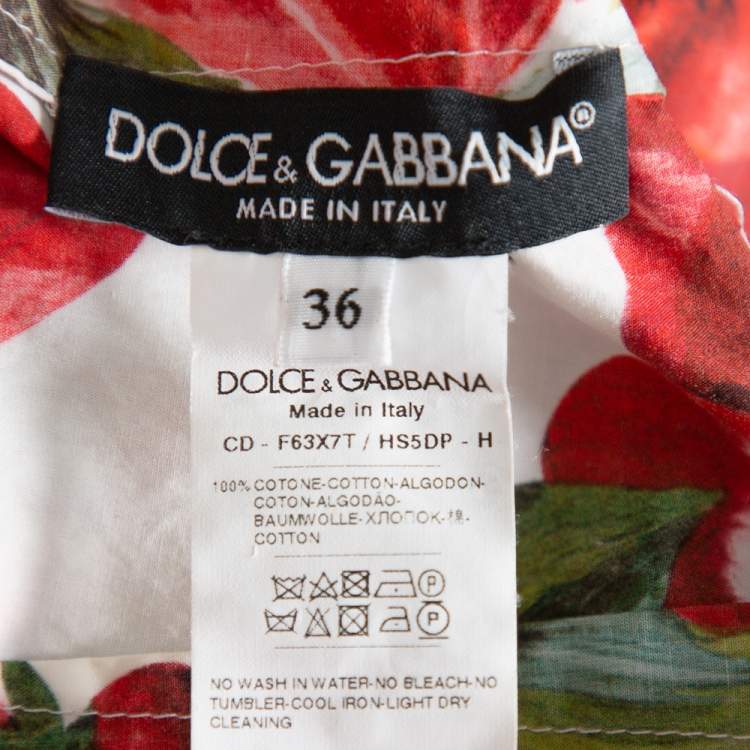 DOLCE & GABBANA®
MADE IN ITALY
36
DOLCE & GABBANA
Made in Italy
CD - F63X7T / HS5DP - H
100% COTONE-COTTON-ALGODON-
COTON-ALGODÃO-
BAUMWOLLE-ХЛОПОК-棉-
COTTON
P
P
NO WASH IN WATER-NO BLEACH-NO
TUMBLER-COOL IRON-LIGHT DRY
CLEANING